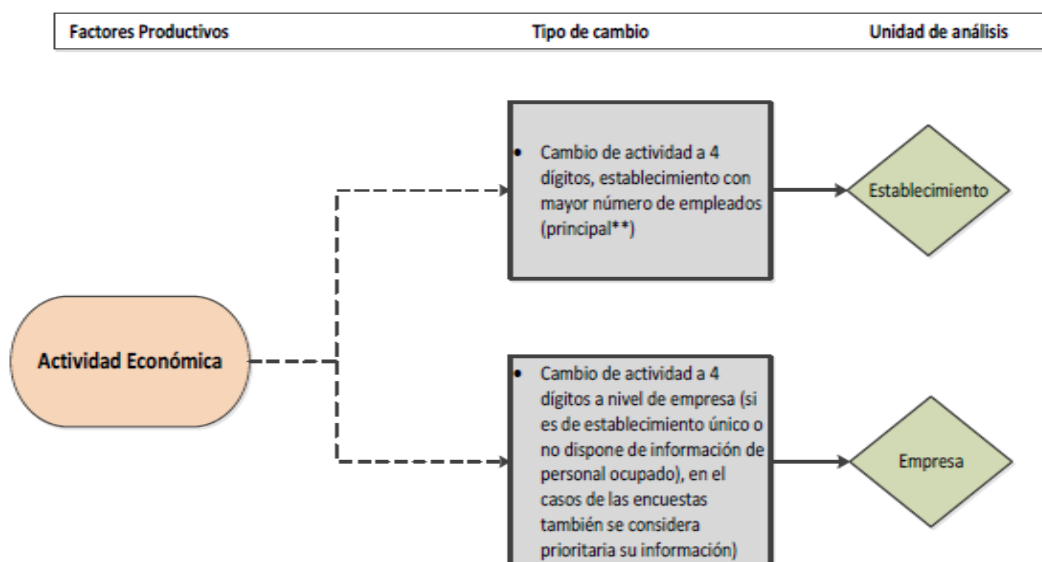 Factores Productivos Tipo de cambio Unidad de análisis
• Cambio de actividad a 4
dígitos, establecimiento con
mayor número de empleados
(principal**)
Establecimiento
Actividad Económica
• Cambio de actividad a 4
dígitos a nivel de empresa (si
es de establecimiento único o
no dispone de información de
personal ocupado), en el
casos de las encuestas
también se considera
prioritaria su información)
Empresa